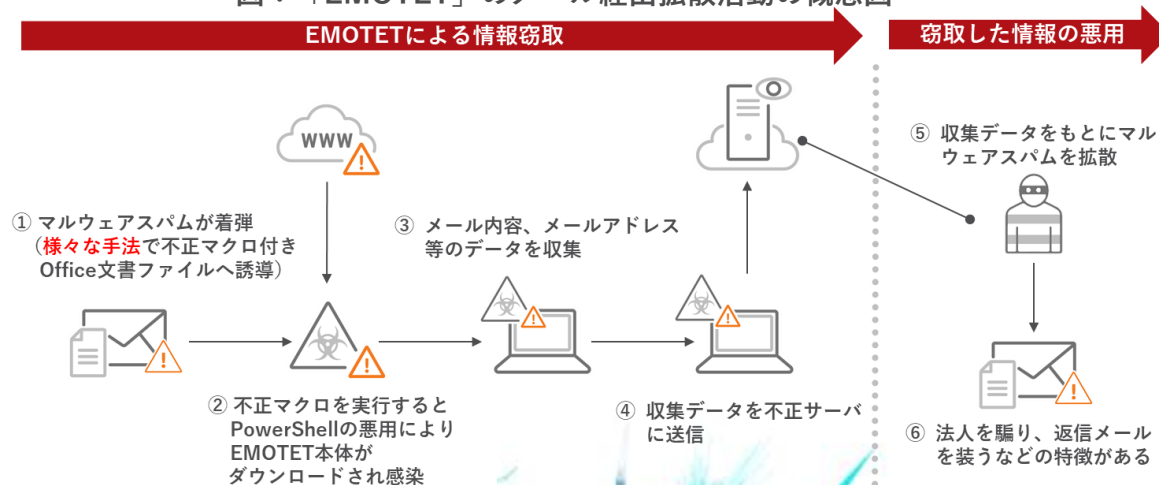 EMOTETによる情報窃取
窃取した情報の悪用
WWW
① マルウェアスパムが着弾
(様々な手法で不正マクロ付き
Office文書ファイルへ誘導)
② 不正マクロを実行すると
PowerShellの悪用により
EMOTET本体が
ダウンロードされ感染
③ メール内容、メールアドレス
等のデータを収集
④ 収集データを不正サーバ
に送信
⑤ 収集データをもとにマル
ウェアスパムを拡散
⑥ 法人を騙り、返信メール
を装うなどの特徴がある